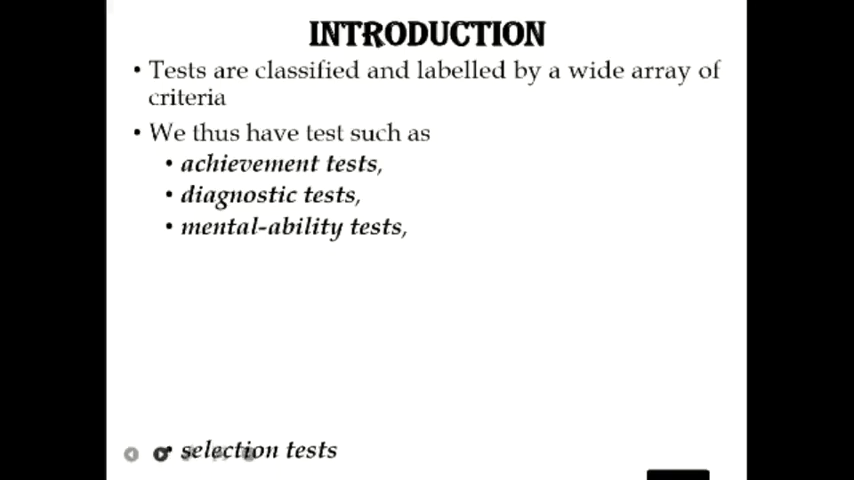 INTRODUCTION
• Tests are classified and labelled by a wide array of
criteria
• We thus have test such as
• achievement tests,
• diagnostic tests,
• mental-ability tests,
• selection tests